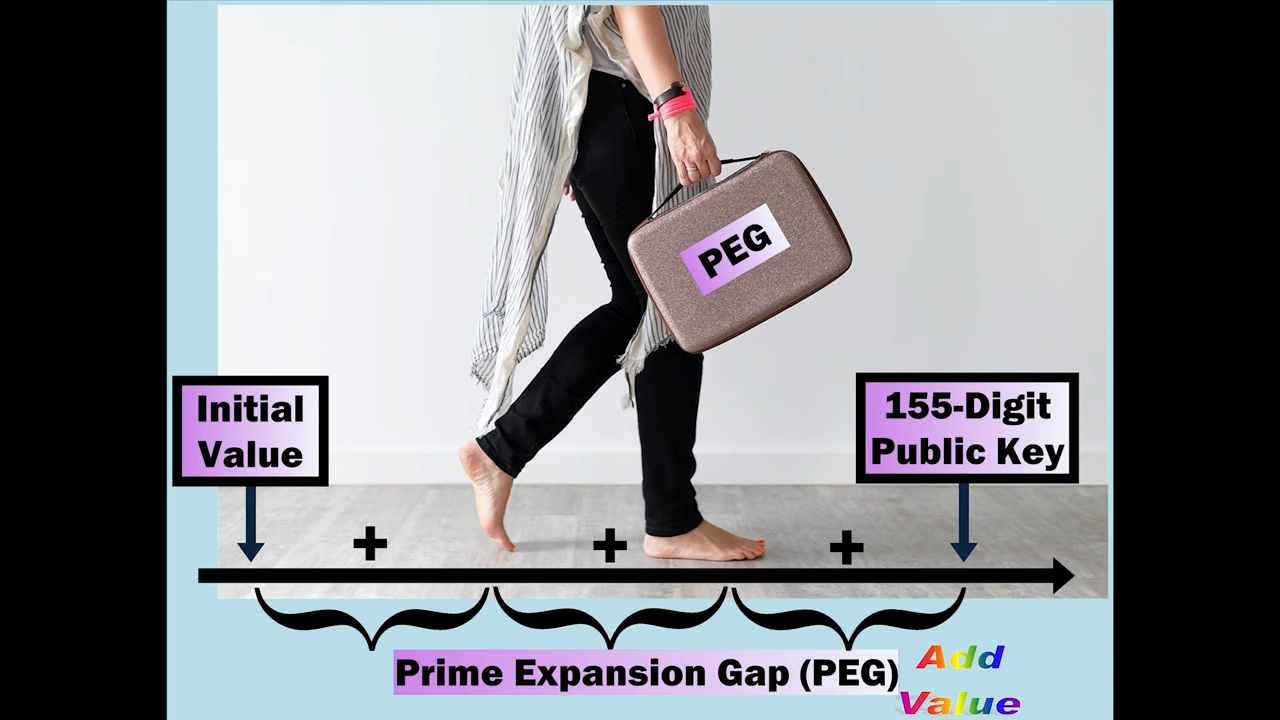 PEG
Initial
Value
155-Digit
Public Key
+ + +
Prime Expansion Gap (PEG)
Add
Value